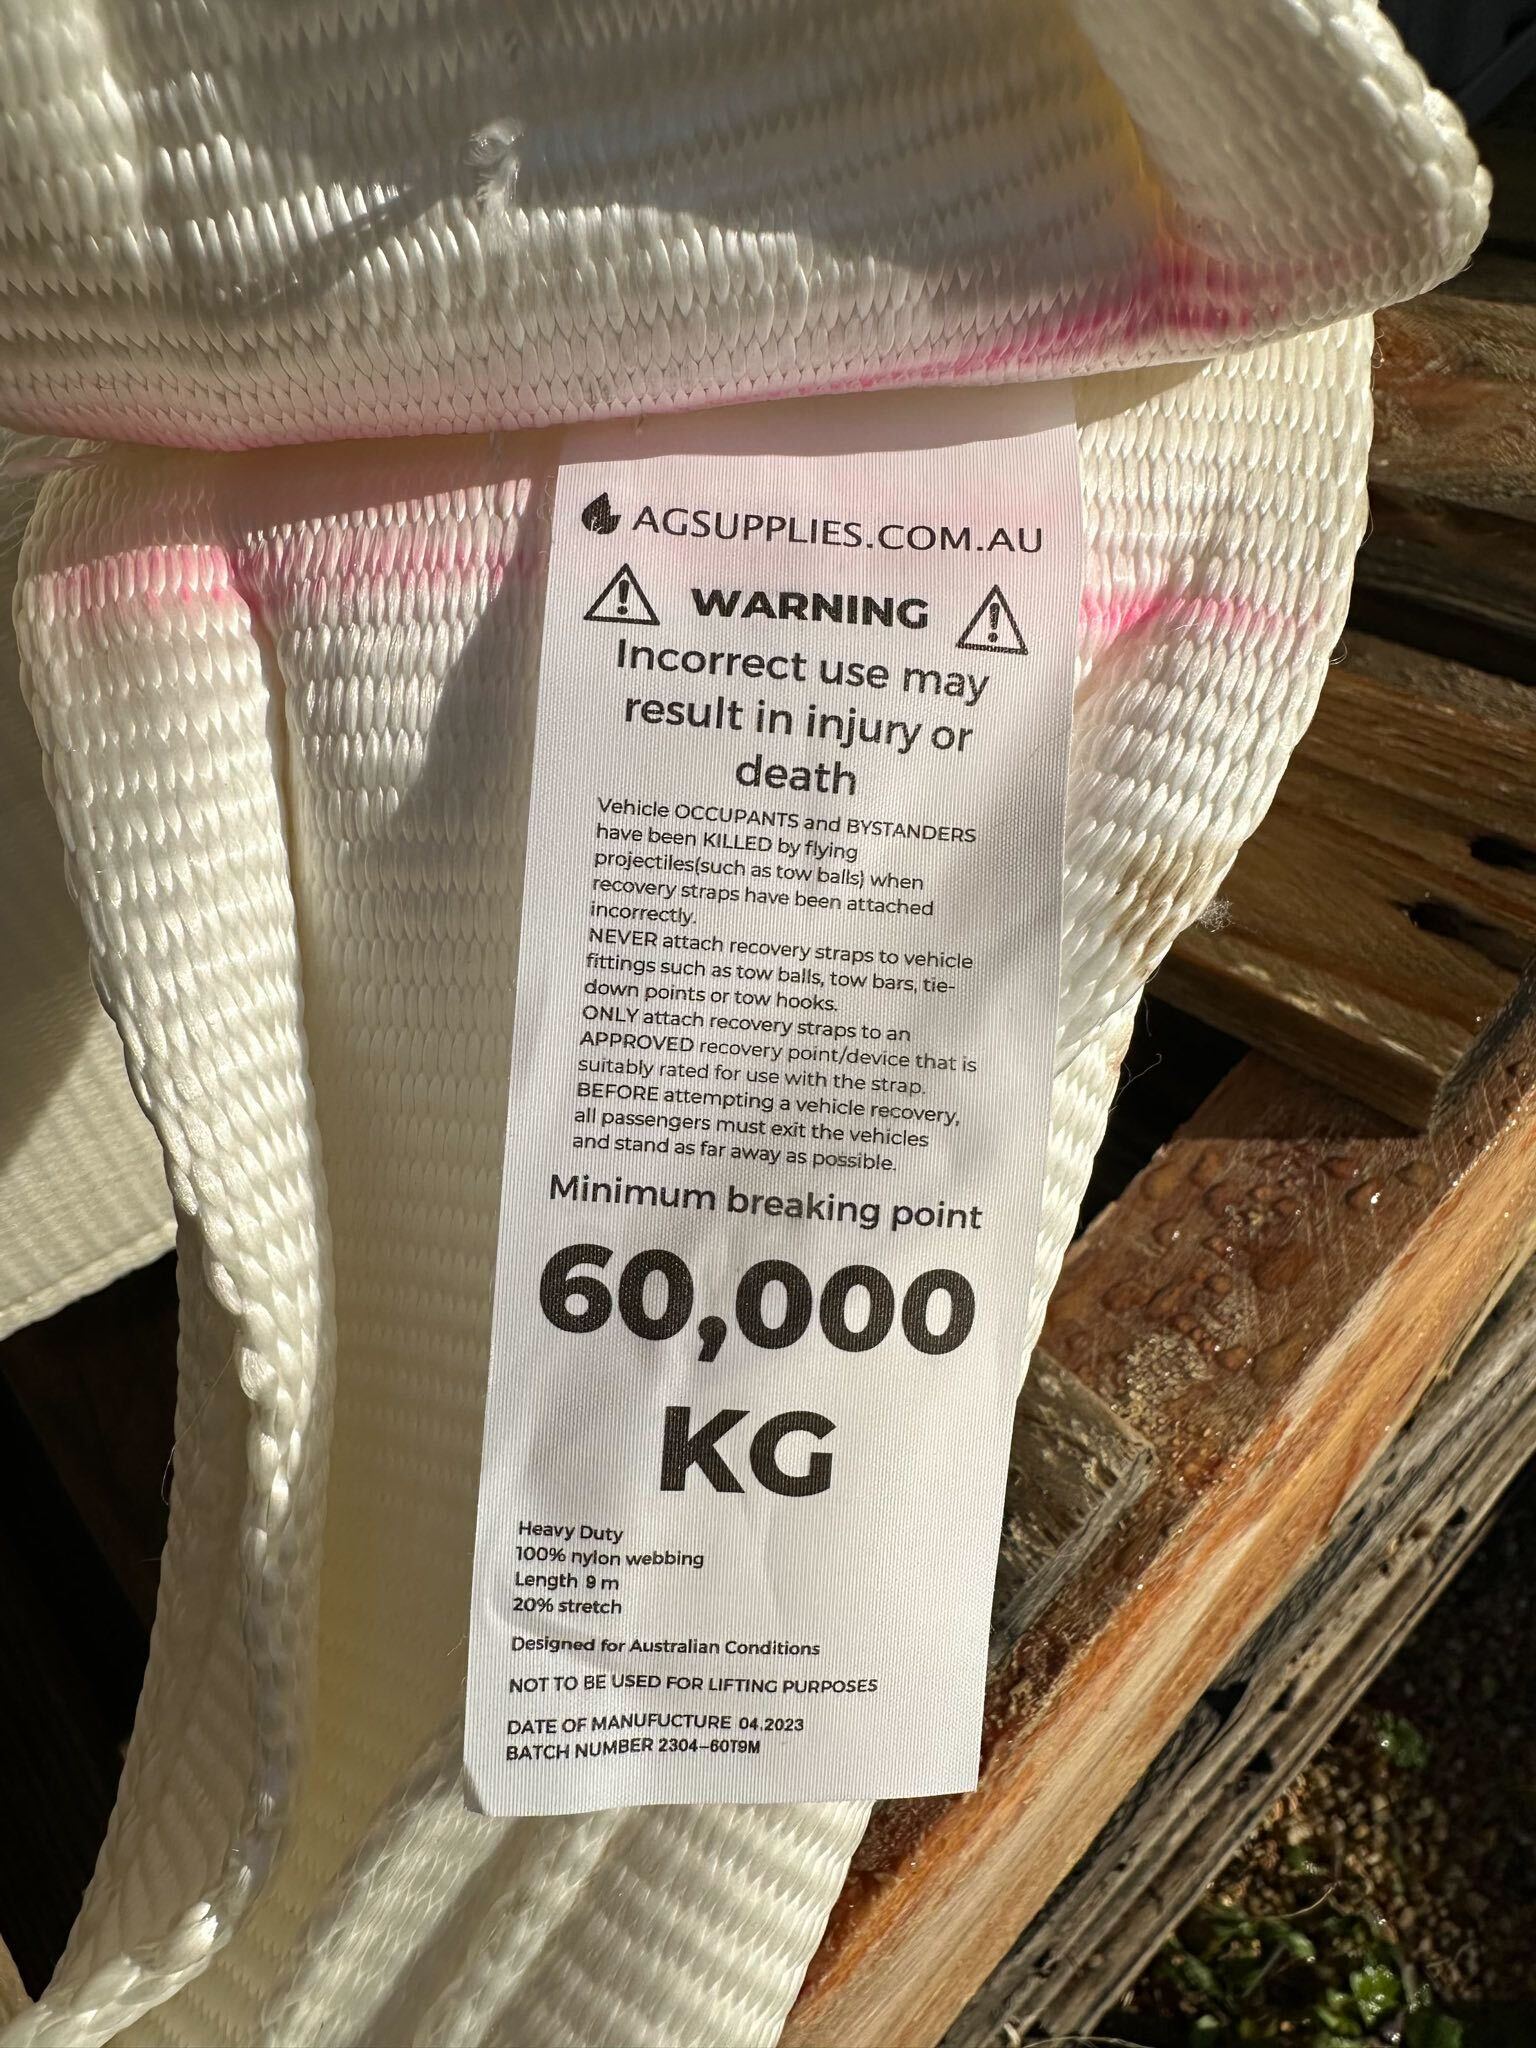 AGSUPPLIES.COM.AU
WARNING
Incorrect use may
result in injury or
death
Vehicle OCCUPANTS and BYSTANDERS
have been KILLED by flying
projectiles(such as tow balls) when
recovery straps have been attached
incorrectly.
NEVER attach recovery straps to vehicle
fittings such as tow balls, tow bars, tie-
down points or tow hooks.
ONLY attach recovery straps to an
APPROVED recovery point/device that is
suitably rated for use with the strap.
BEFORE attempting a vehicle recovery,
all passengers must exit the vehicles
and stand as far away as possible.
Minimum breaking point
60,000
KG
Heavy Duty
100% nylon webbing
Length 9 m
20% stretch
Designed for Australian Conditions
NOT TO BE USED FOR LIFTING PURPOSES
DATE OF MANUFUCTURE 04.2023
BATCH NUMBER 2304-60T9M